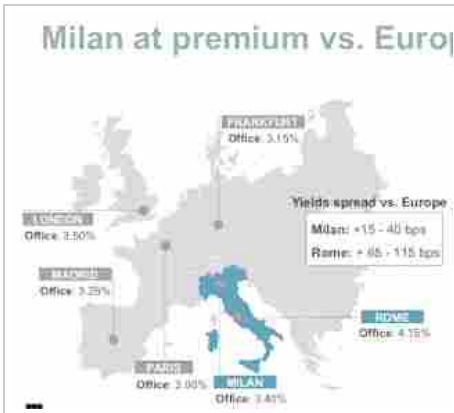 Milan at premium vs. Europ
FRANKFURT
Office: 3.15%
Yields spread vs. Europe
Milan: +15 - 40 bps
Rome: + 65 - 115 bps
LONDON
Office: 3.50%
MADRID
Office: 3.25%
ROME
Office:
PARIS
Office: 3.00%
MILAN
Office: 3.40%